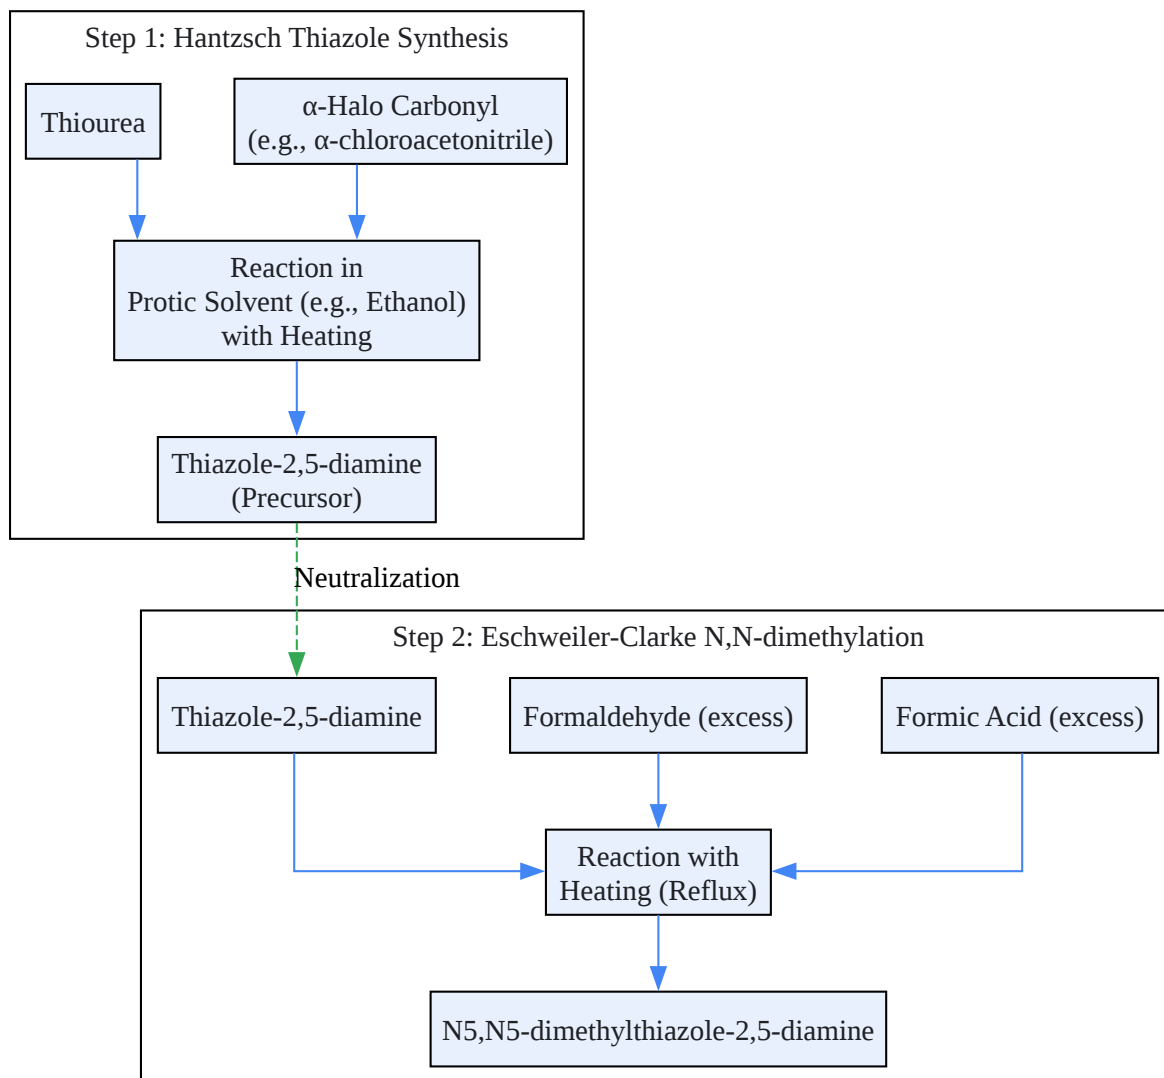 Step 1: Hantzsch Thiazole Synthesis
Thiourea
α-Halo Carbonyl
(e.g., α-chloroacetonitrile)
Reaction in
Protic Solvent (e.g., Ethanol)
with Heating
Thiazole-2,5-diamine
(Precursor)
Neutralization
Step 2: Eschweiler-Clarke N,N-dimethylation
Thiazole-2,5-diamine
Formaldehyde (excess)
Formic Acid (excess)
Reaction with
Heating (Reflux)
N5,N5-dimethylthiazole-2,5-diamine